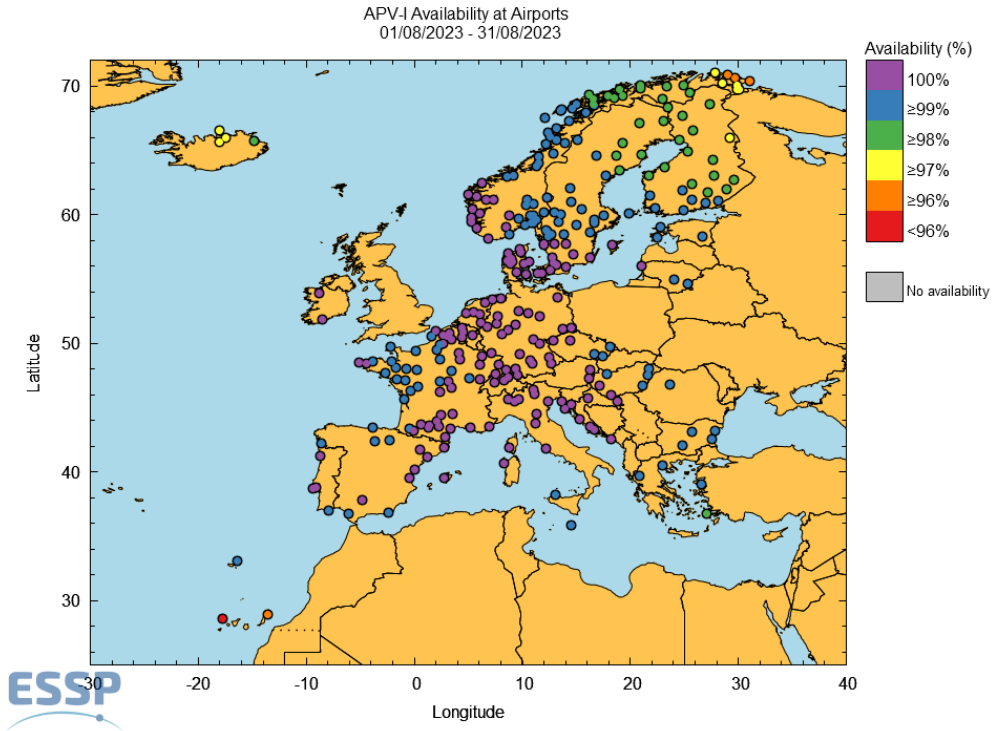 APV-I Availability at Airports
01/08/2023 - 31/08/2023
Availability (%)
100%
≥99%
≥98%
≥97%
≥96%
<96%
No availability
70
60
50
40
30
Latitude
-30
-20
-10
0
10
20
30
40
Longitude
ESSP